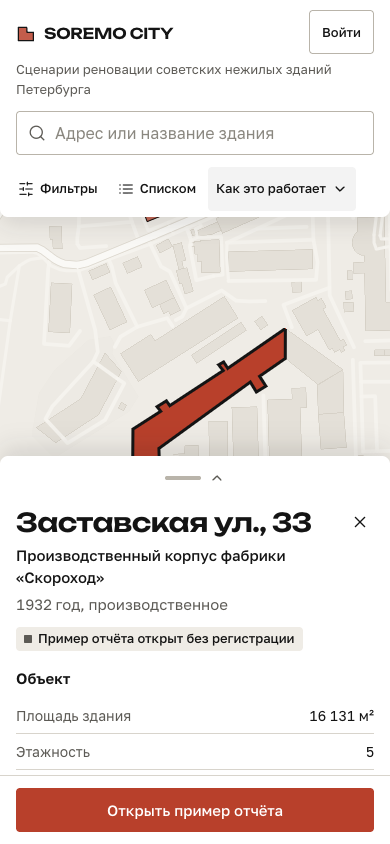 SOREMO CITY
Войти
Сценарии реновации советских нежилых зданий
Петербурга
Адрес или название здания
Фильтры
Списком
Как это работает
Заставская ул., 33
Производственный корпус фабрики
«Скороход»
1932 год, производственное
Пример отчёта открыт без регистрации
Объект
Площадь здания 16 131 м²
Этажность 5
Открыть пример отчёта